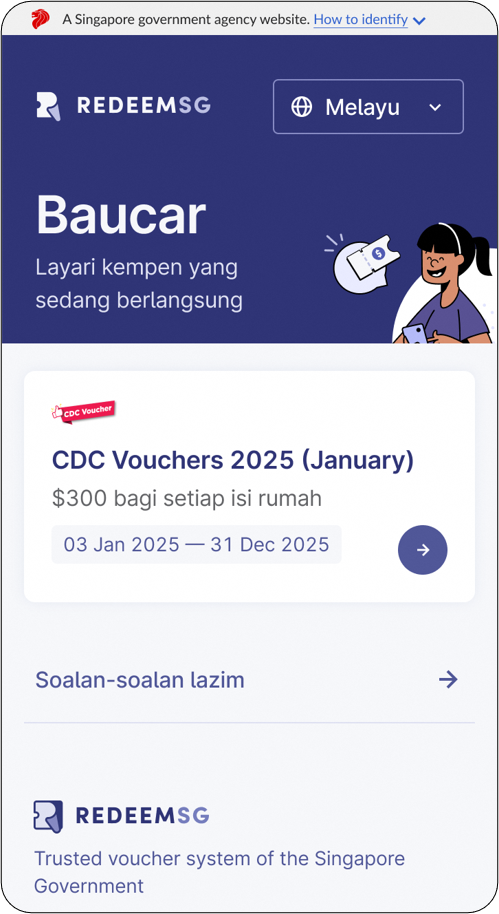 A Singapore government agency website. How to identify
REDEEMSG
Melayu
Baucar
Layari kempen yang
sedang berlangsung
$
CDC Voucher
CDC Vouchers 2025 (January)
$300 bagi setiap isi rumah
03 Jan 2025 — 31 Dec 2025
Soalan-soalan lazim
REDEEMSG
Trusted voucher system of the Singapore
Government